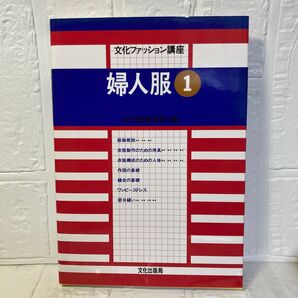 文化ファッション講座
婦人服 1
服飾概説
衣服製作のための用具
衣服構成のための人体
作図の基礎
縫合の基礎
ワンピースドレス
部分縫い
文化出版局